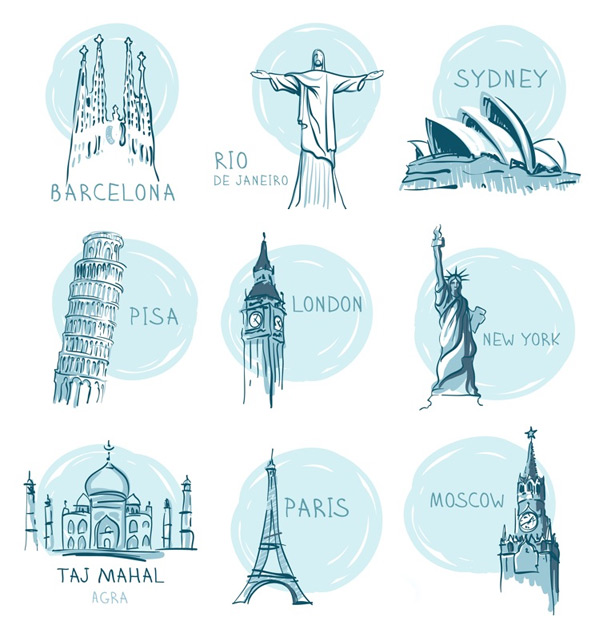 BARCELONA
RIO
DE JANEIRO
SYDNEY
PISA
LONDON
NEW YORK
TAJ MAHAL
AGRA
PARIS
MOSCOW